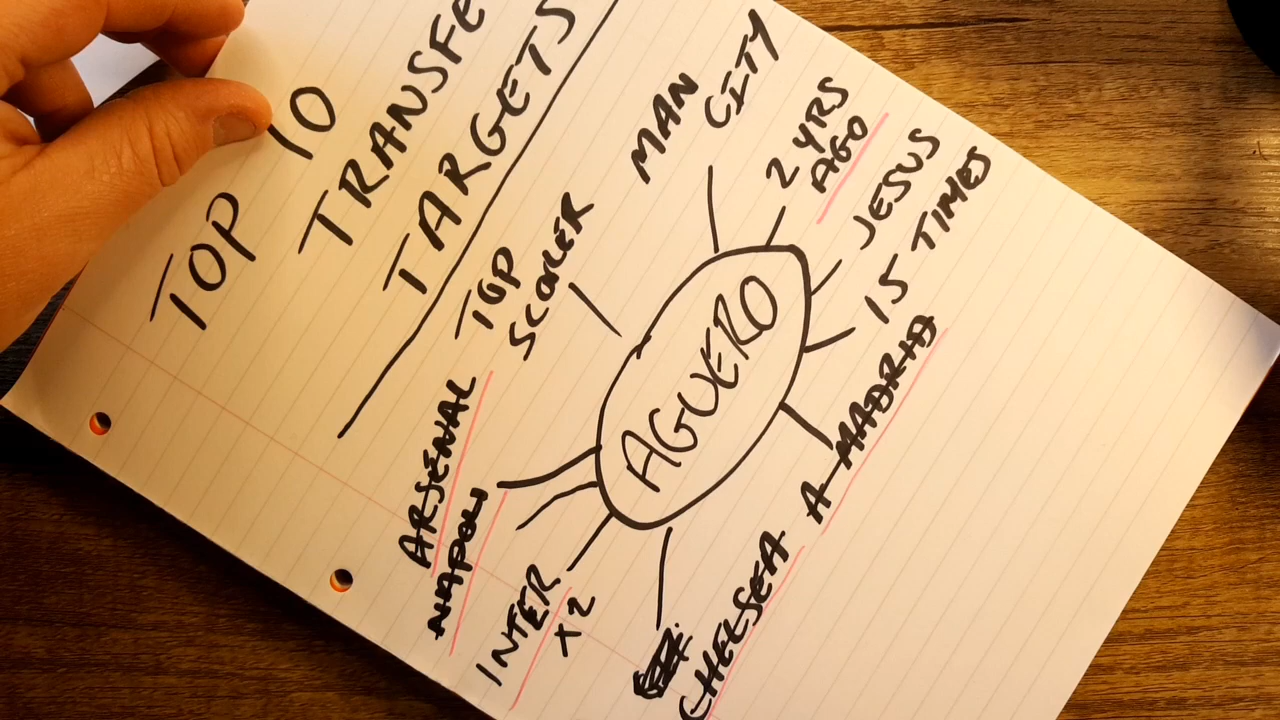 TOP 10
TRANSFE
TARGETS
MAN
CITY
2 YRS
AGO
JESUS
15 TIMES
A MADRID
CHELSEA
INTER
X2
NAPOLI
ARSENAL
TOP
SCORER
AGUERO